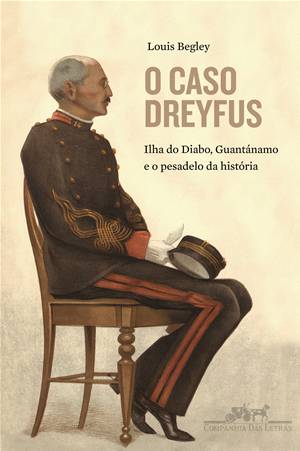 Louis Begley
O CASO
DREYFUS
Ilha do Diabo, Guantánamo
e o pesadelo da história
COMPANHIA DAS LETRAS